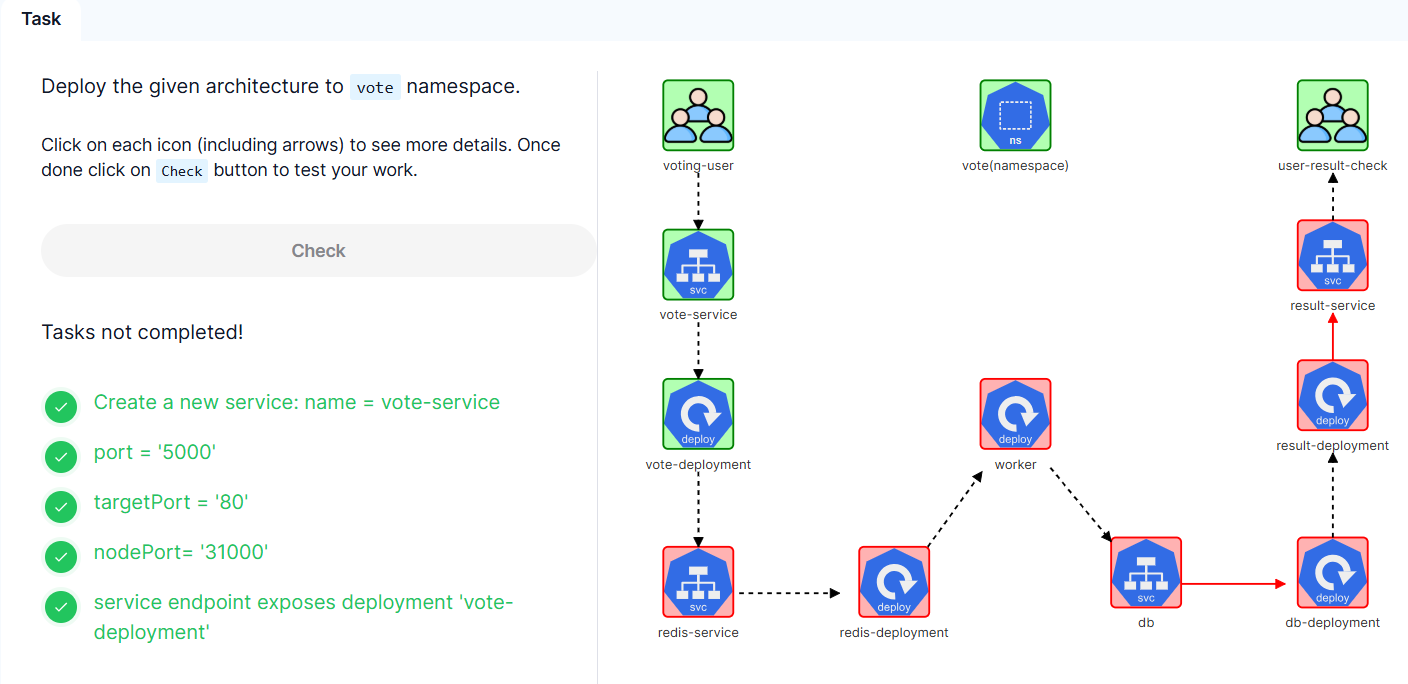 Task
Deploy the given architecture to vote namespace.
Click on each icon (including arrows) to see more details. Once
done click on Check button to test your work.
Check
Tasks not completed!
Create a new service: name = vote-service
port = '5000'
targetPort = '80'
nodePort= '31000'
service endpoint exposes deployment 'vote-
deployment'
voting-user
ns
vote(namespace)
user-result-check
svc
vote-service
svc
result-service
deploy
vote-deployment
deploy
worker
deploy
result-deployment
svc
redis-service
deploy
redis-deployment
svc
db
deploy
db-deployment